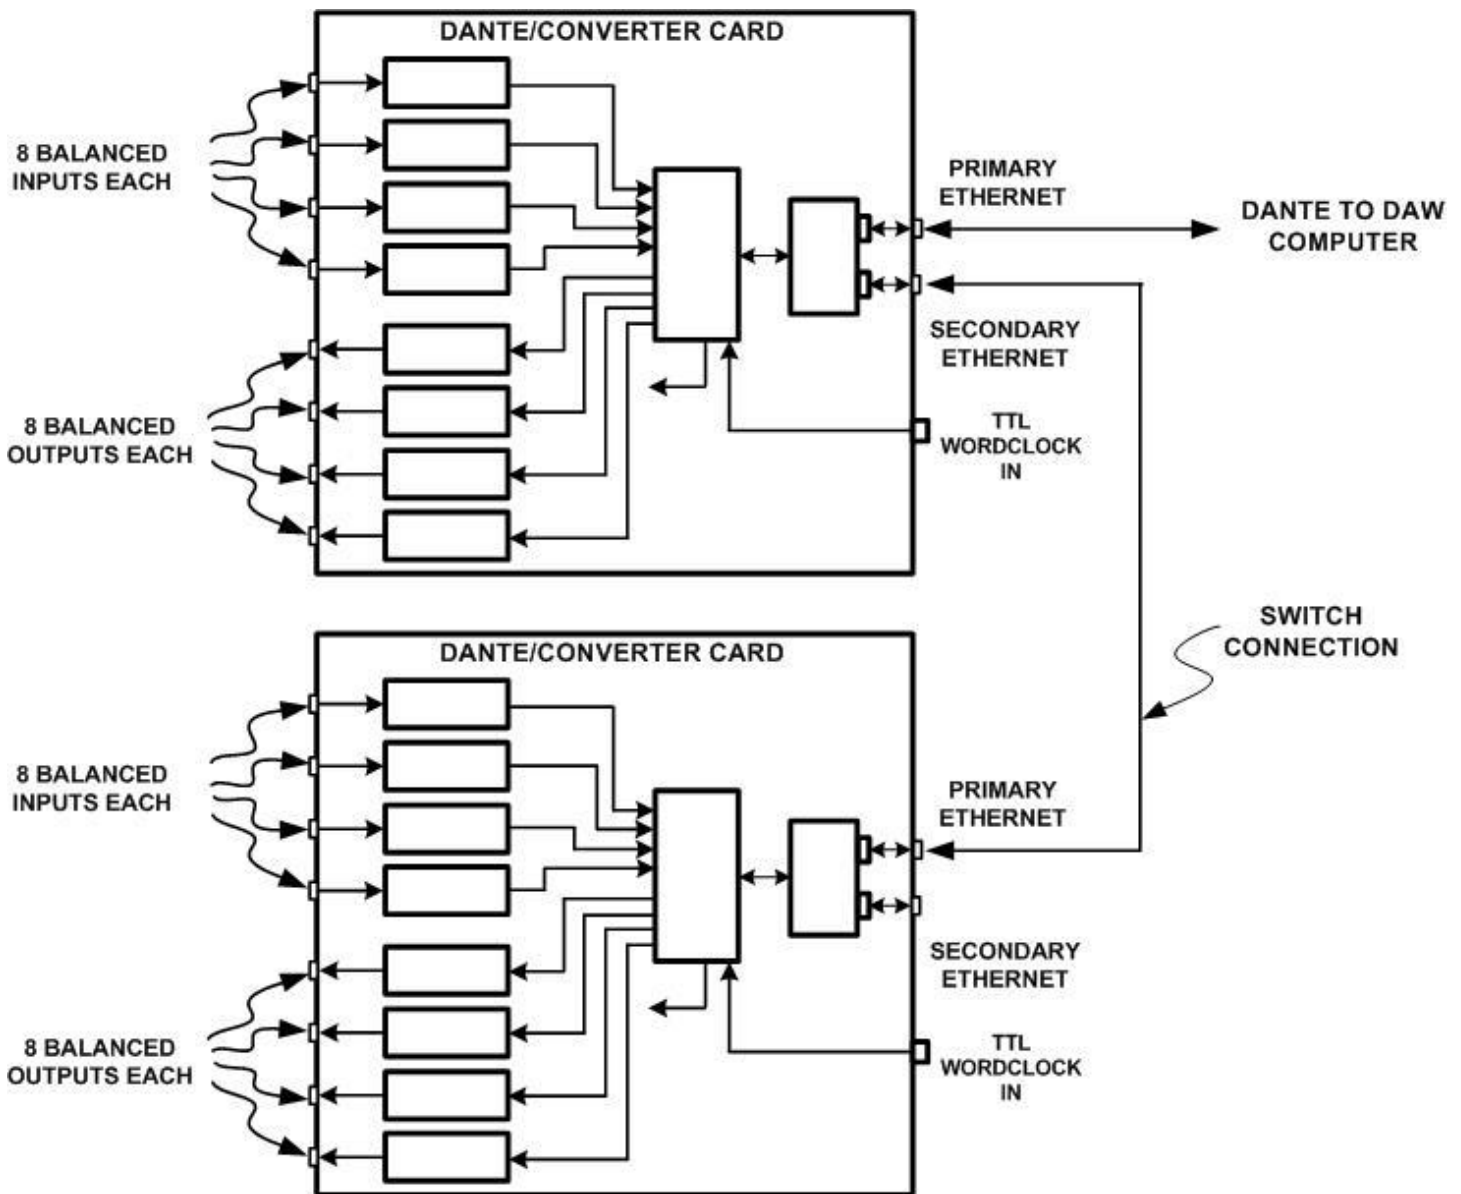 DANTE/CONVERTER CARD
8 BALANCED
INPUTS EACH
PRIMARY
ETHERNET
DANTE TO DAW
COMPUTER
SECONDARY
ETHERNET
8 BALANCED
OUTPUTS EACH
TTL
WORDCLOCK
IN
SWITCH
CONNECTION
DANTE/CONVERTER CARD
8 BALANCED
INPUTS EACH
PRIMARY
ETHERNET
SECONDARY
ETHERNET
8 BALANCED
OUTPUTS EACH
TTL
WORDCLOCK
IN